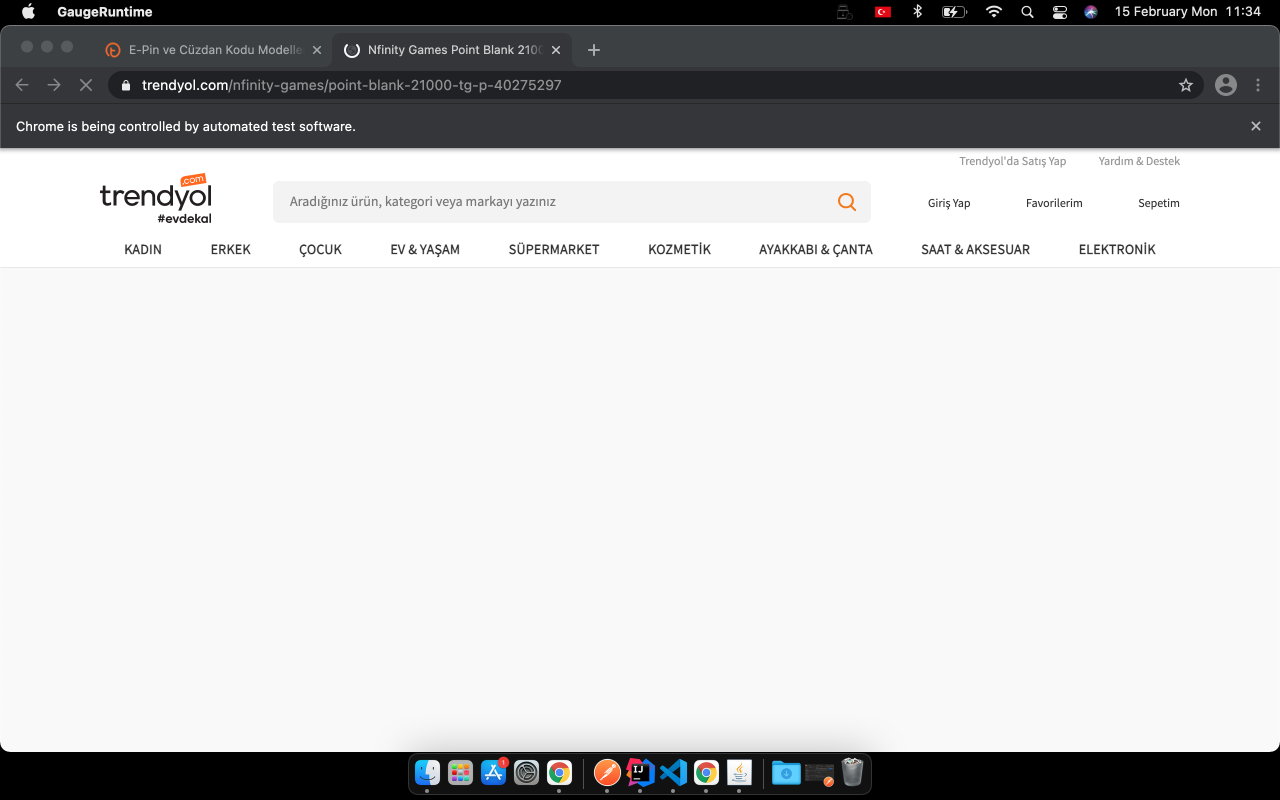 GaugeRuntime
15 February Mon 11:34
E-Pin ve Cüzdan Kodu Modelle
Nfinity Games Point Blank 2100
trendyol.com/nfinity-games/point-blank-21000-tg-p-40275297
Chrome is being controlled by automated test software.
Trendyol'da Satış Yap
Yardım & Destek
.com
trendyol
#evdekal
Aradığınız ürün, kategori veya markayı yazınız
Giriş Yap
Favorilerim
Sepetim
KADIN
ERKEK
ÇOCUK
EV & YAŞAM
SÜPERMARKET
KOZMETİK
AYAKKABI & ÇANTA
SAAT & AKSESUAR
ELEKTRONİK
1
IJ